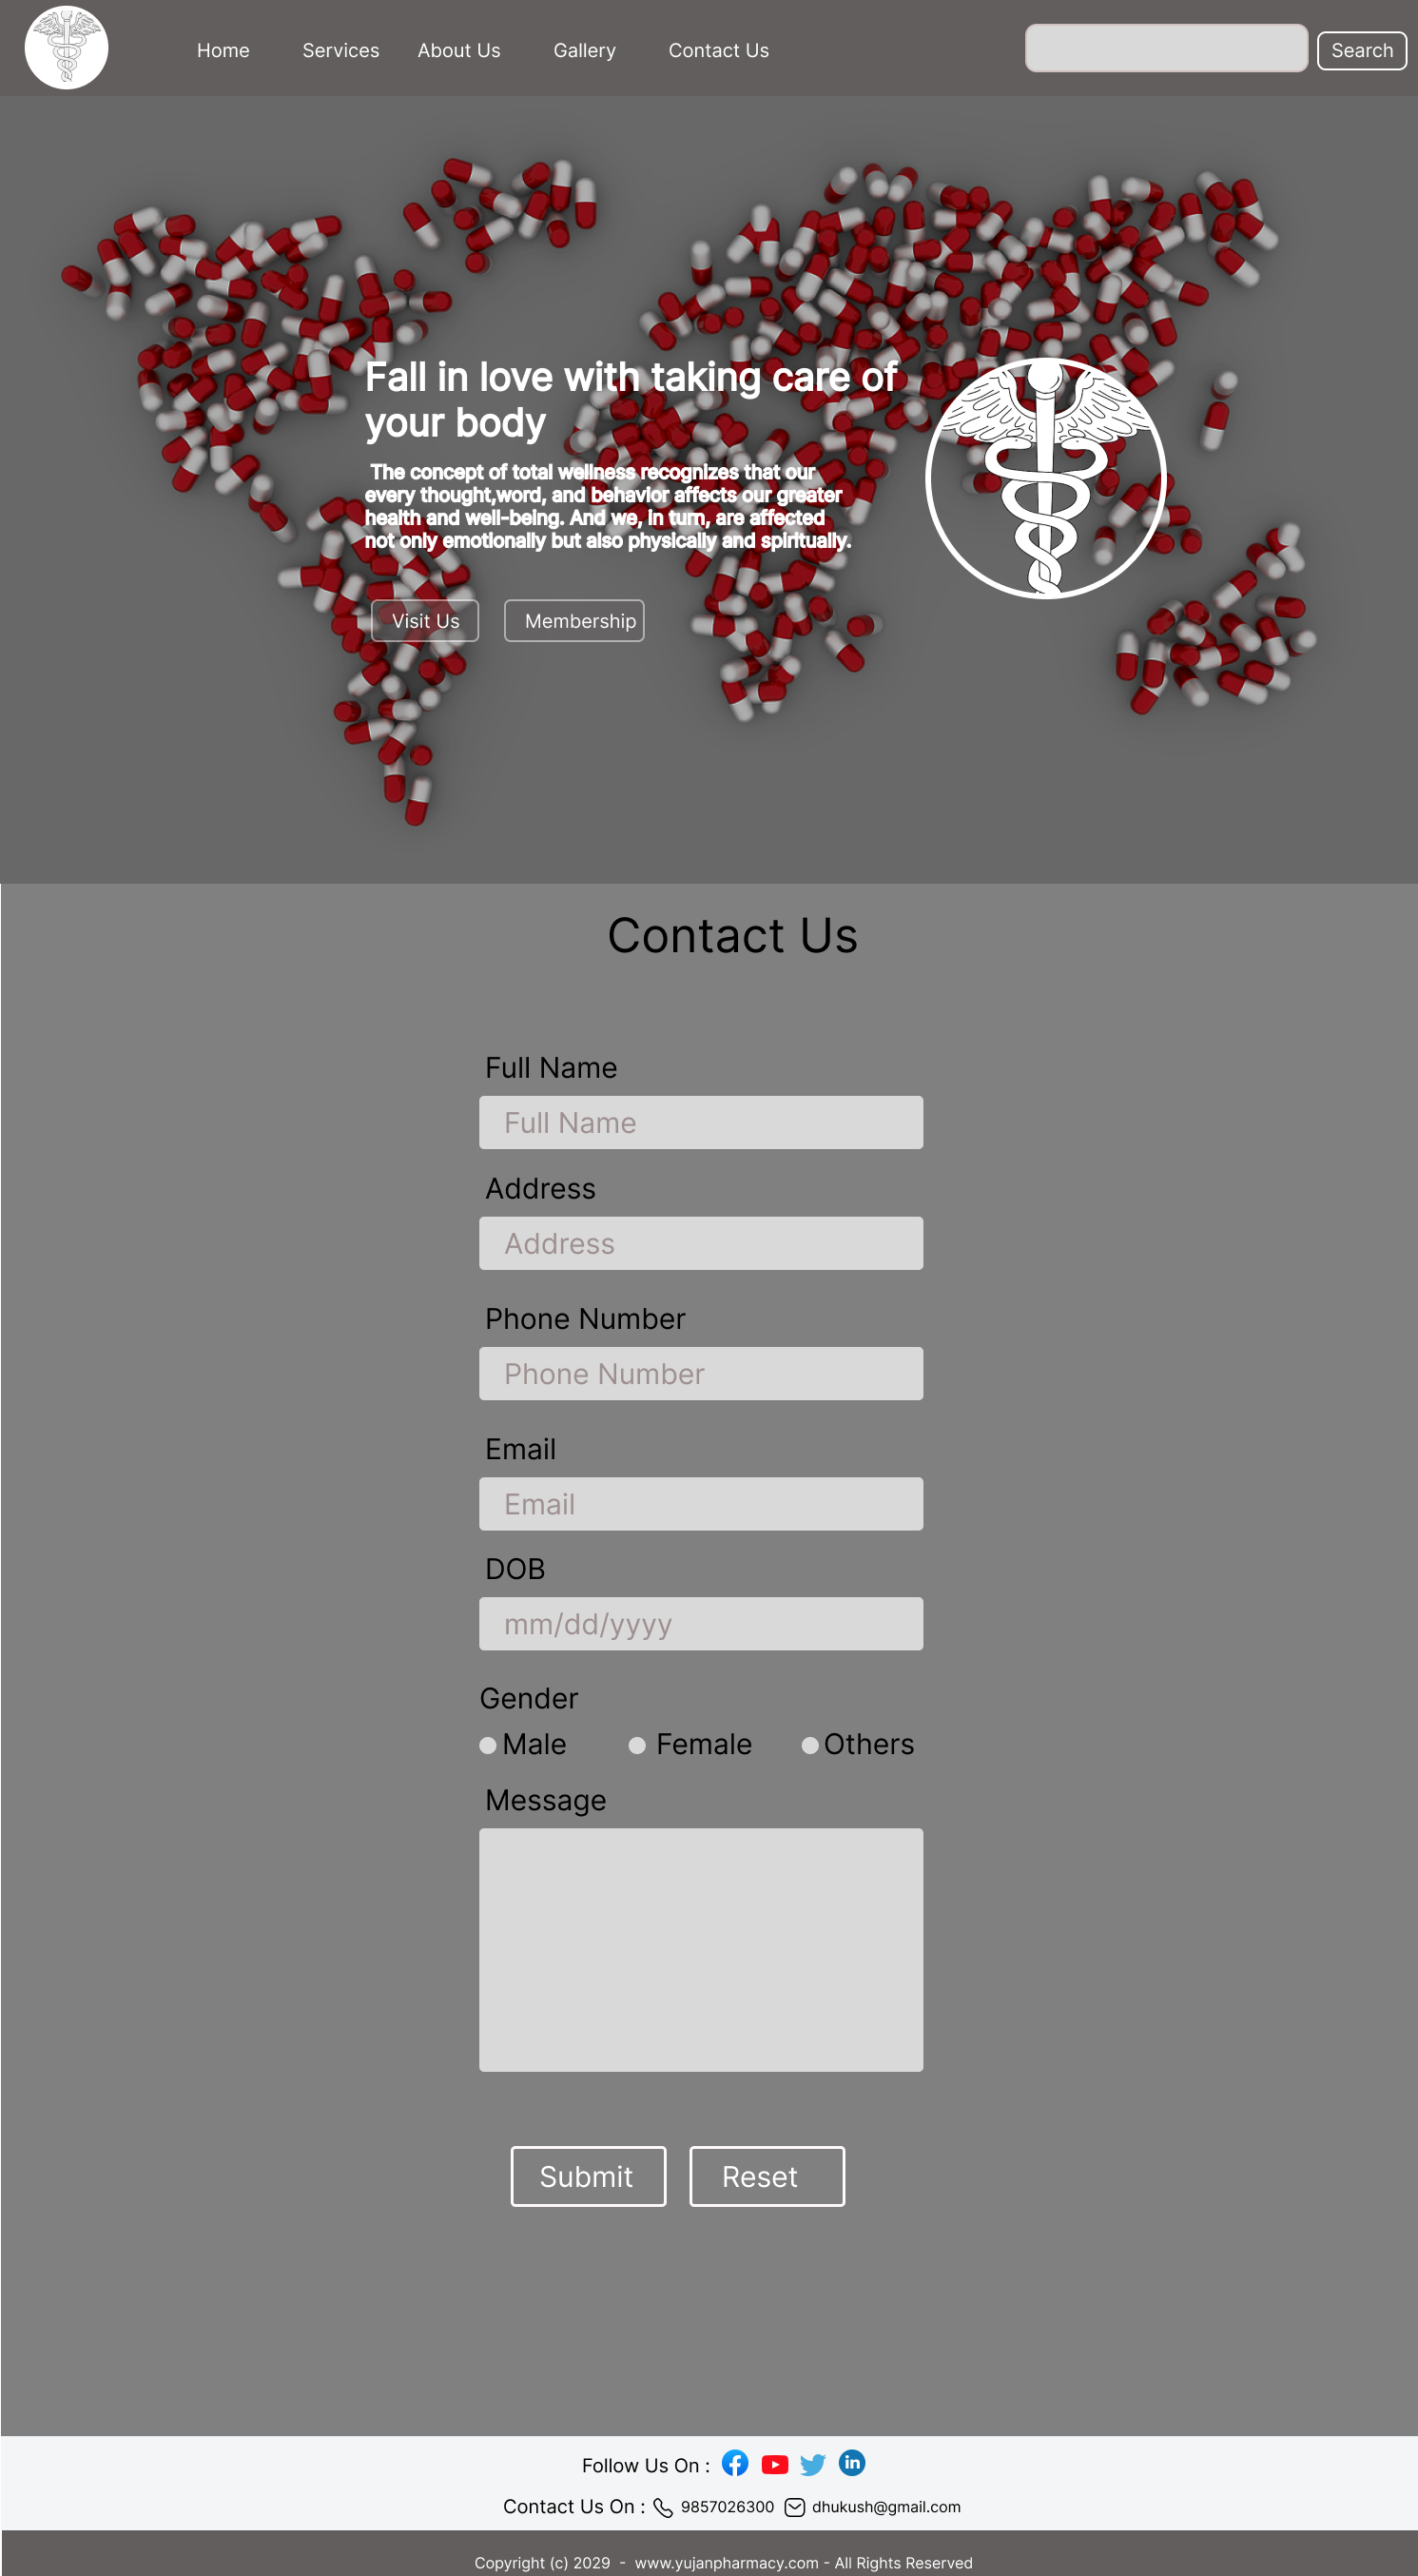 Home Services About Us Gallery Contact Us Search
Fall in love with taking care of
your body
The concept of total wellness recognizes that our
every thought,word, and behavior affects our greater
health and well-being. And we, in turn, are affected
not only emotionally but also physically and spiritually.
Visit Us Membership
Contact Us
Full Name
Full Name
Address
Address
Phone Number
Phone Number
Email
Email
DOB
mm/dd/yyyy
Gender
Male Female Others
Message
Submit Reset
Follow Us On :
Contact Us On : 9857026300 dhukush@gmail.com
Copyright (c) 2029 - www.yujanpharmacy.com - All Rights Reserved